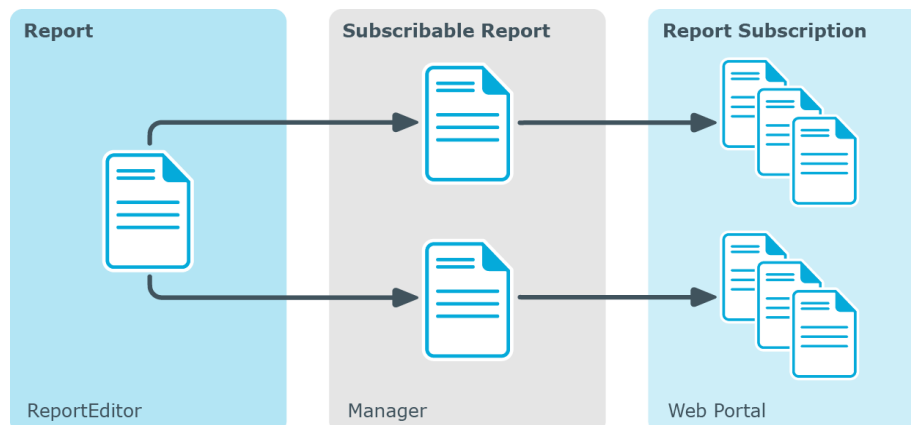 Report
Subscribable Report
Report Subscription
ReportEditor
Manager
Web Portal